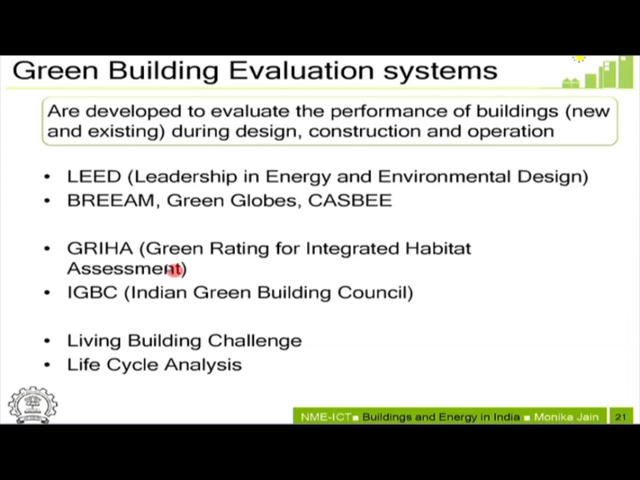 Green Building Evaluation systems
Are developed to evaluate the performance of buildings (new
and existing) during design, construction and operation
• LEED (Leadership in Energy and Environmental Design)
• BREEAM, Green Globes, CASBEE
• GRIHA (Green Rating for Integrated Habitat
Assessment)
• IGBC (Indian Green Building Council)
• Living Building Challenge
• Life Cycle Analysis
NME-ICT ■ Buildings and Energy in India ■ Monika Jain 21